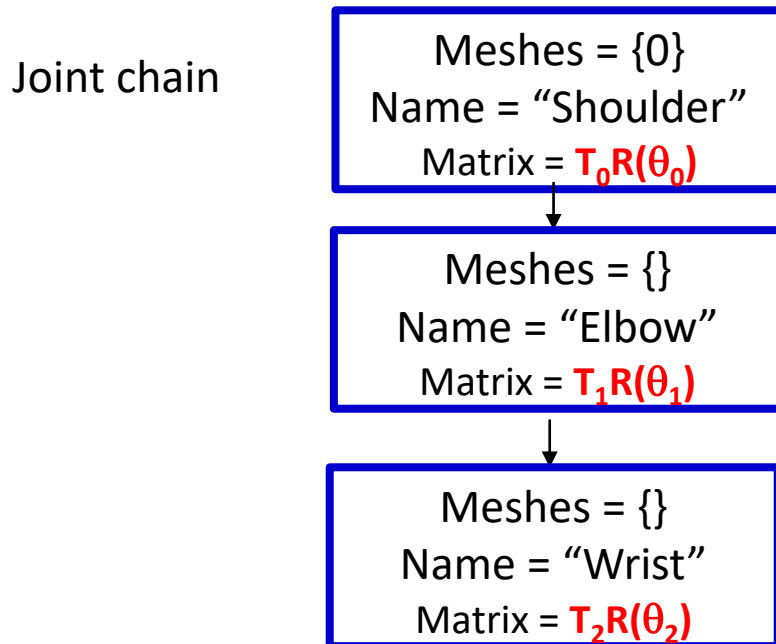 Joint chain
Meshes = {0}
Name = “Shoulder”
Matrix = T₀R(θ₀)
Meshes = {}
Name = “Elbow”
Matrix = T₁R(θ₁)
Meshes = {}
Name = “Wrist”
Matrix = T₂R(θ₂)